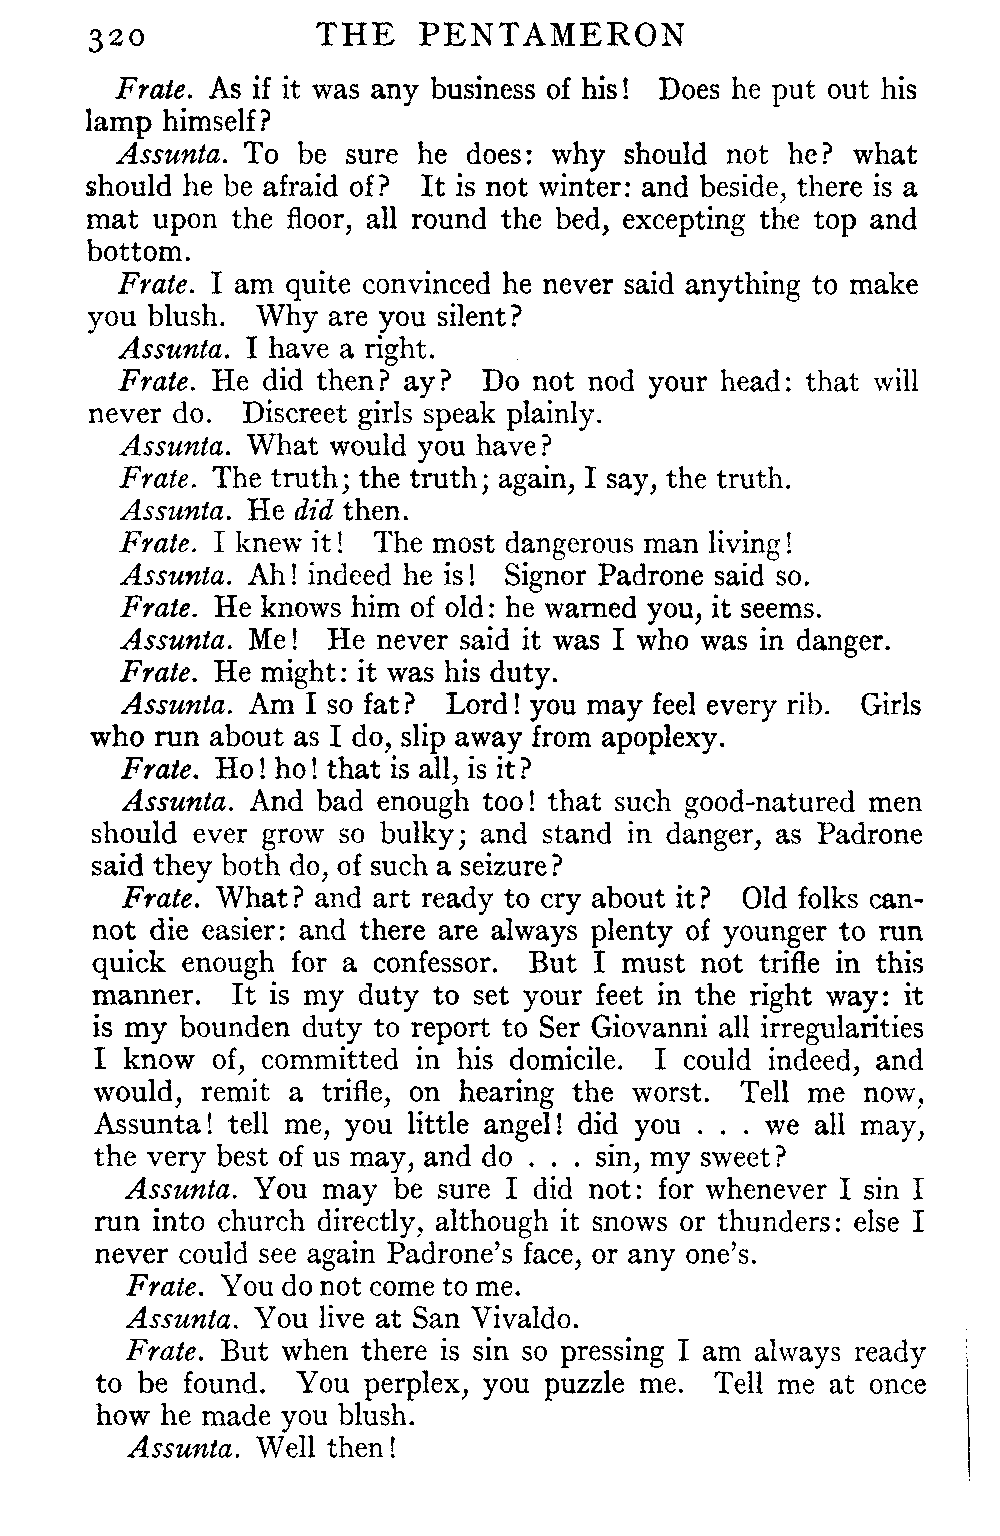 320 THE PENTAMERON
Frate. As if it was any business of his! Does he put out his
lamp himself?
Assunta. To be sure he does: why should not he? what
should he be afraid of? It is not winter: and beside, there is a
mat upon the floor, all round the bed, excepting the top and
bottom.
Frate. I am quite convinced he never said anything to make
you blush. Why are you silent?
Assunta. I have a right.
Frate. He did then? ay? Do not nod your head: that will
never do. Discreet girls speak plainly.
Assunta. What would you have?
Frate. The truth; the truth; again, I say, the truth.
Assunta. He did then.
Frate. I knew it! The most dangerous man living!
Assunta. Ah! indeed he is! Signor Padrone said so.
Frate. He knows him of old: he warned you, it seems.
Assunta. Me! He never said it was I who was in danger.
Frate. He might: it was his duty.
Assunta. Am I so fat? Lord! you may feel every rib. Girls
who run about as I do, slip away from apoplexy.
Frate. Ho! ho! that is all, is it?
Assunta. And bad enough too! that such good-natured men
should ever grow so bulky; and stand in danger, as Padrone
said they both do, of such a seizure?
Frate. What? and art ready to cry about it? Old folks can-
not die easier: and there are always plenty of younger to run
quick enough for a confessor. But I must not trifle in this
manner. It is my duty to set your feet in the right way: it
is my bounden duty to report to Ser Giovanni all irregularities
I know of, committed in his domicile. I could indeed, and
would, remit a trifle, on hearing the worst. Tell me now,
Assunta! tell me, you little angel! did you . . . we all may,
the very best of us may, and do . . . sin, my sweet?
Assunta. You may be sure I did not: for whenever I sin I
run into church directly, although it snows or thunders: else I
never could see again Padrone's face, or any one's.
Frate. You do not come to me.
Assunta. You live at San Vivaldo.
Frate. But when there is sin so pressing I am always ready
to be found. You perplex, you puzzle me. Tell me at once
how he made you blush.
Assunta. Well then!